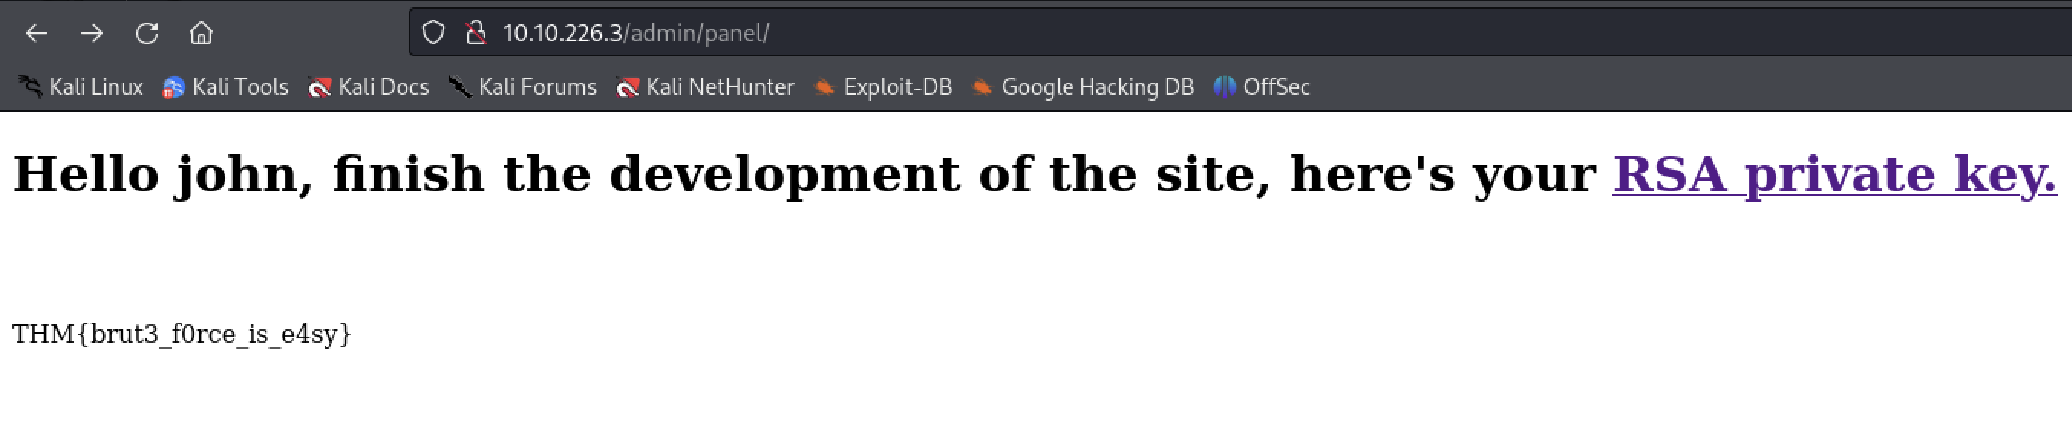 10.10.226.3/admin/panel/
Kali Linux Kali Tools Kali Docs Kali Forums Kali NetHunter Exploit-DB Google Hacking DB OffSec
Hello john, finish the development of the site, here's your RSA private key.
THM{brut3_f0rce_is_e4sy}